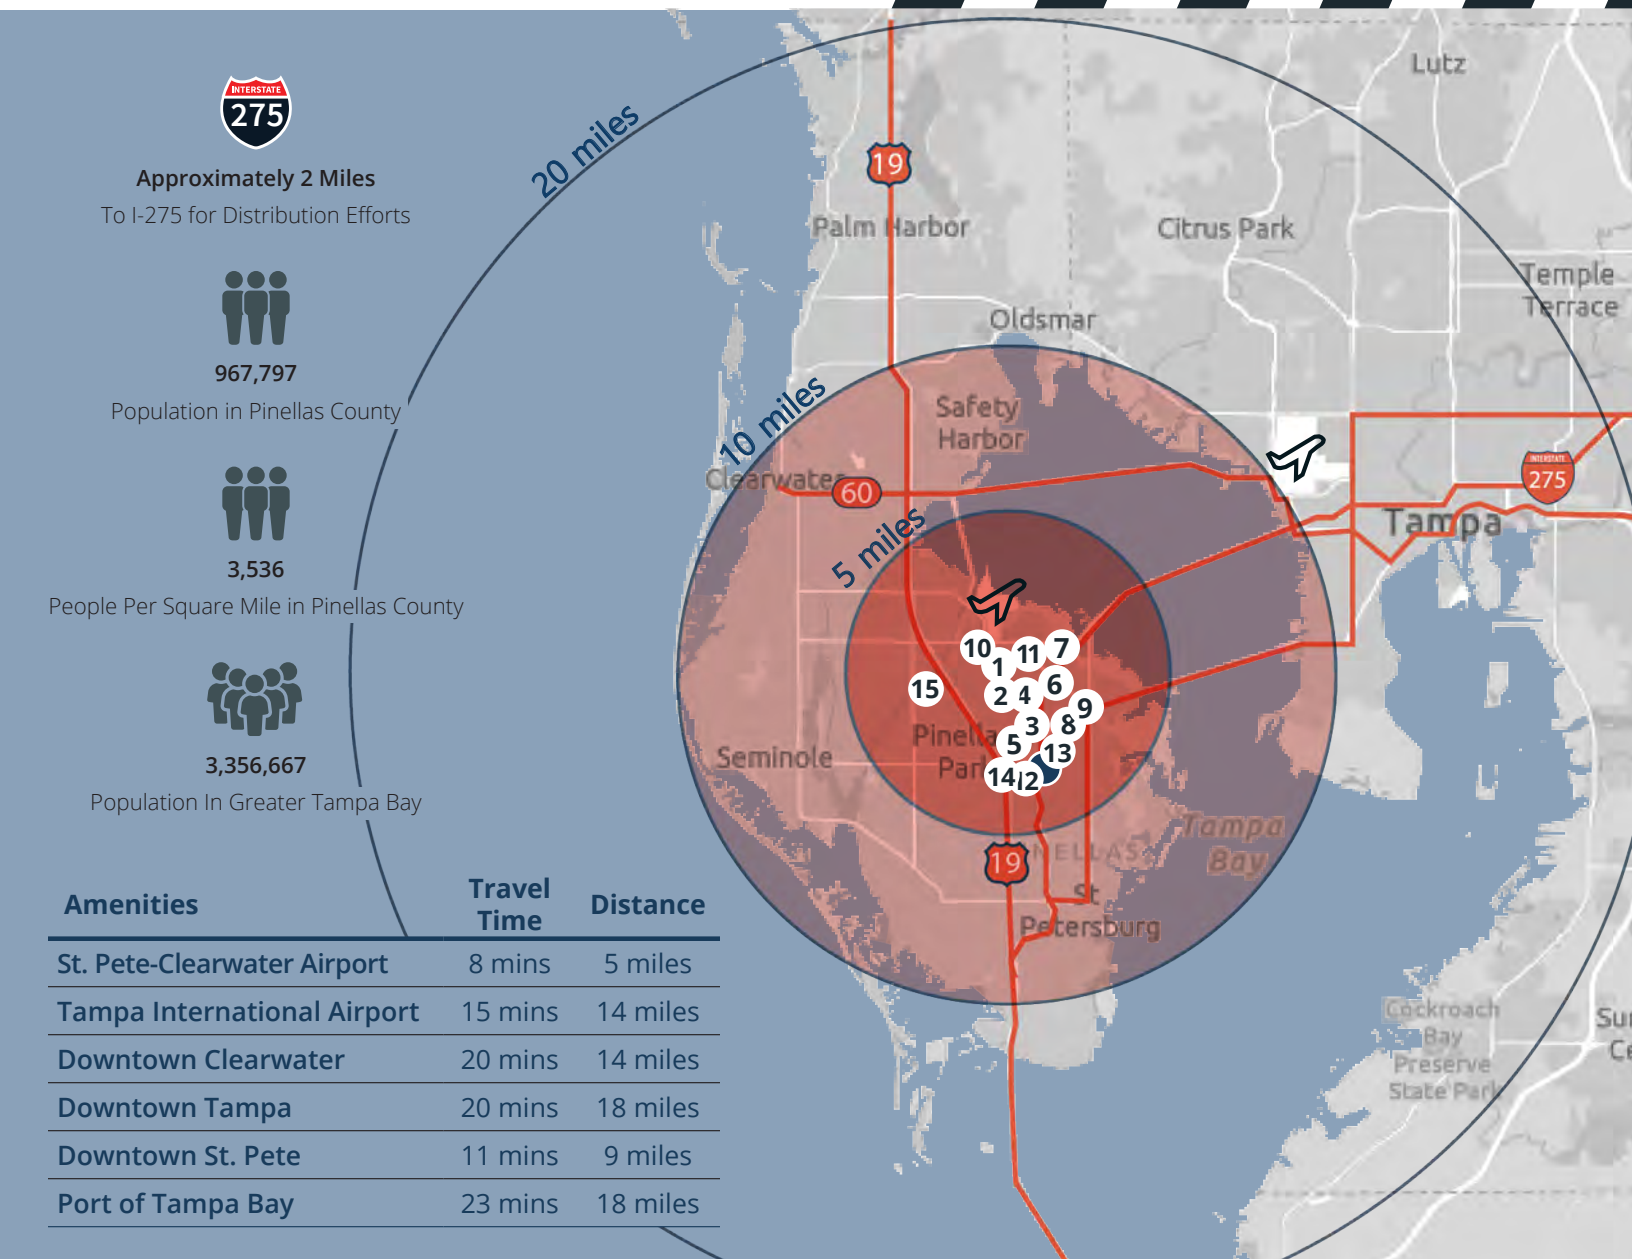 INTERSTATE
275
Approximately 2 Miles
To I-275 for Distribution Efforts
967,797
Population in Pinellas County
3,536
People Per Square Mile in Pinellas County
3,356,667
Population In Greater Tampa Bay
Amenities Travel Time Distance
St. Pete-Clearwater Airport 8 mins 5 miles
Tampa International Airport 15 mins 14 miles
Downtown Clearwater 20 mins 14 miles
Downtown Tampa 20 mins 18 miles
Downtown St. Pete 11 mins 9 miles
Port of Tampa Bay 23 mins 18 miles
20 miles
10 miles
5 miles
Lutz
19
Palm Harbor
Citrus Park
Temple
Terrace
Oldsmar
Safety
Harbor
Clearwater
60
INTERSTATE
275
Tampa
10
11
7
1
15
2
4
6
9
3
8
5
13
14
12
Pinella
Par
Seminole
Tampa
Bay
19
NELLAS
St
Petersburg
Cockroach
Bay
Preserve
State Park
Su
Ce